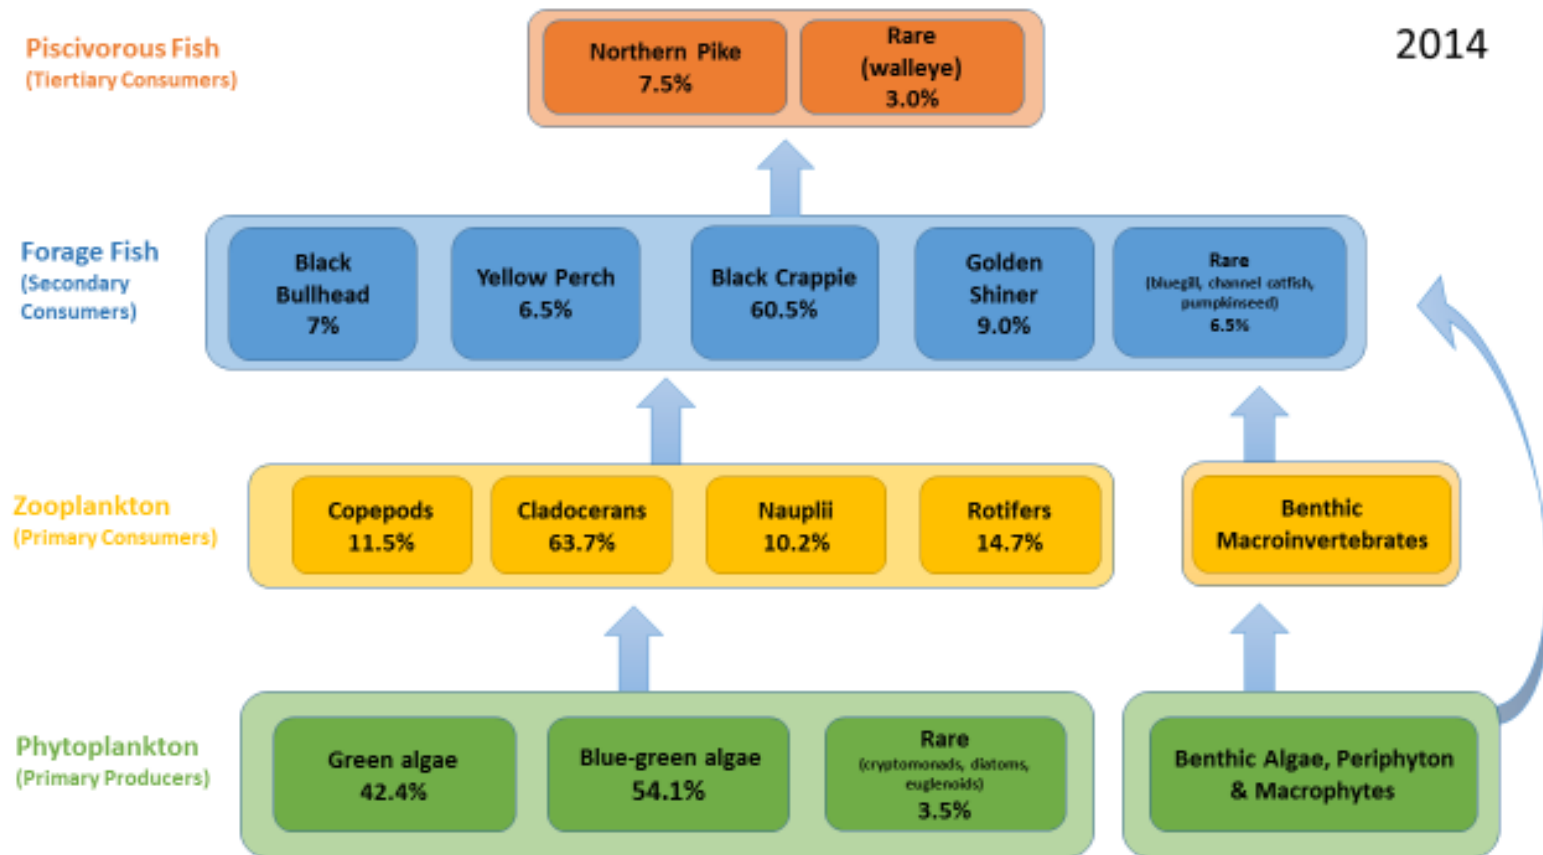 2014
Piscivorous Fish
(Tiertiary Consumers)
Northern Pike
7.5%
Rare
(walleye)
3.0%
Forage Fish
(Secondary
Consumers)
Black
Bullhead
7%
Yellow Perch
6.5%
Black Crappie
60.5%
Golden
Shiner
9.0%
Rare
(bluegill, channel catfish,
pumpkinseed)
6.5%
Zooplankton
(Primary Consumers)
Copepods
11.5%
Cladocerans
63.7%
Nauplii
10.2%
Rotifers
14.7%
Benthic
Macroinvertebrates
Phytoplankton
(Primary Producers)
Green algae
42.4%
Blue-green algae
54.1%
Rare
(cryptomonads, diatoms,
euglenoids)
3.5%
Benthic Algae, Periphyton
& Macrophytes